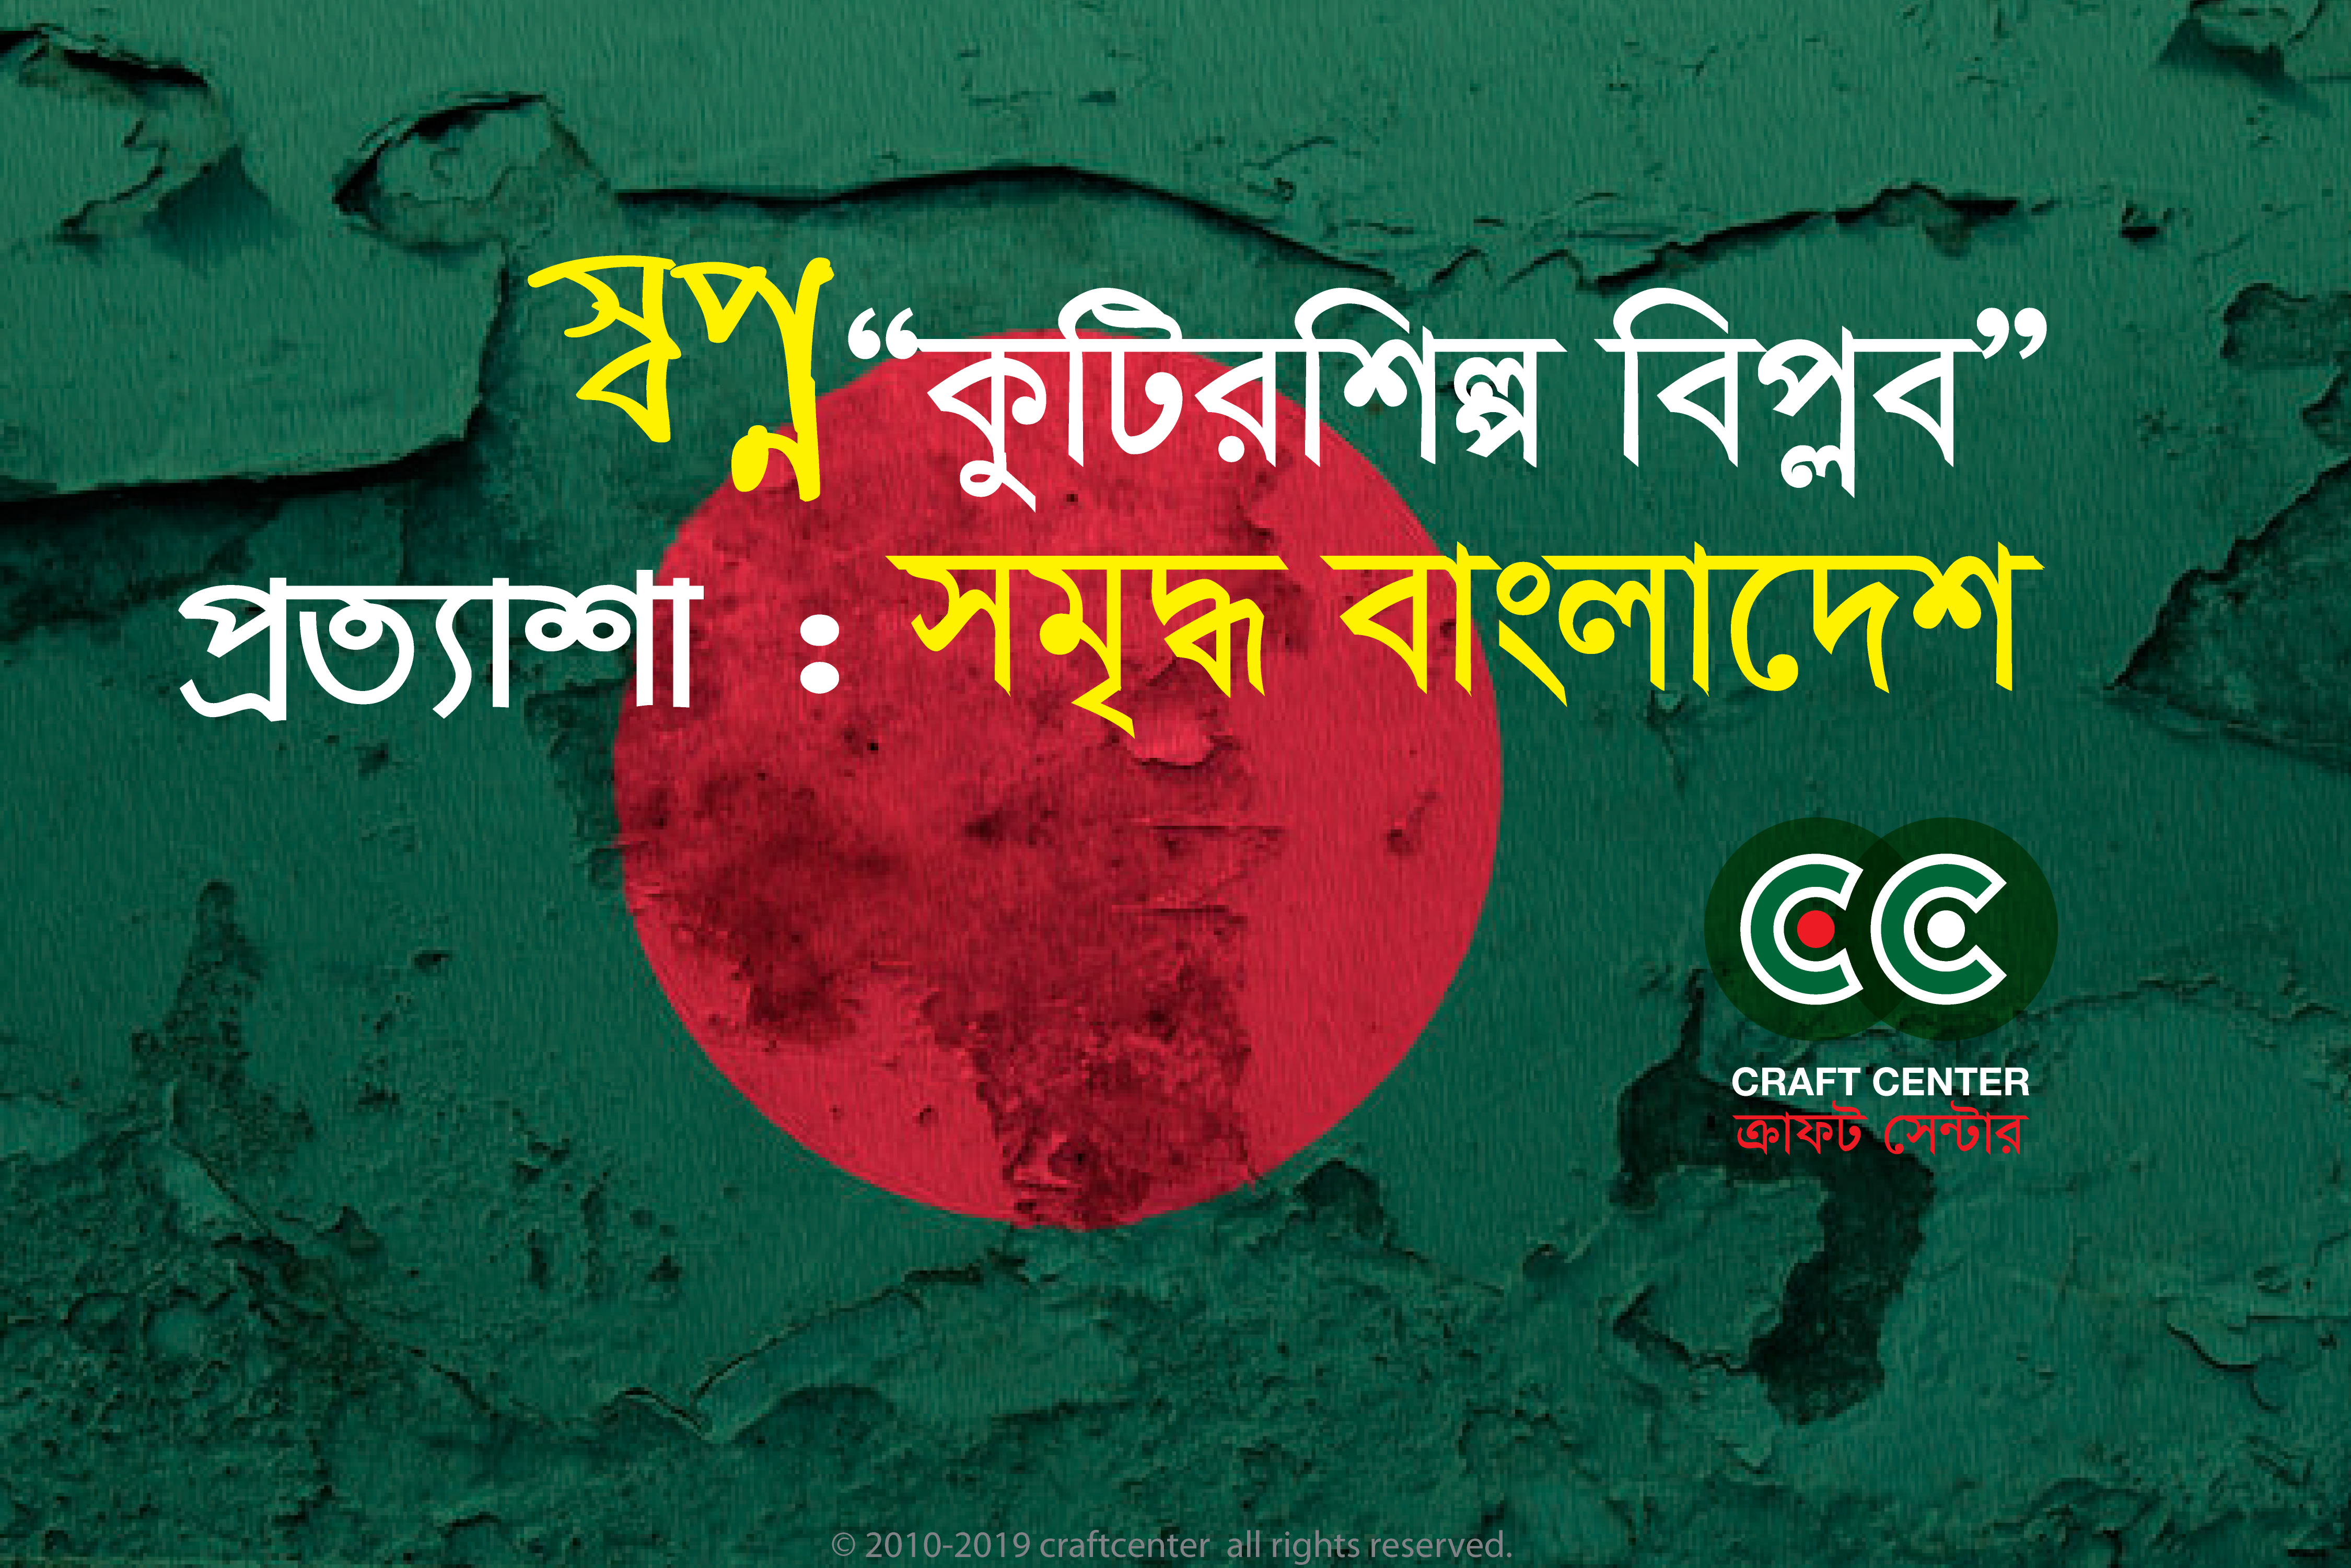 স্বপ্ন “কুটিরশিল্প বিপ্লব”
প্রত্যাশা : সমৃদ্ধ বাংলাদেশ
CC
CRAFT CENTER
ক্রাফট সেন্টার
© 2010-2019 craftcenter all rights reserved.